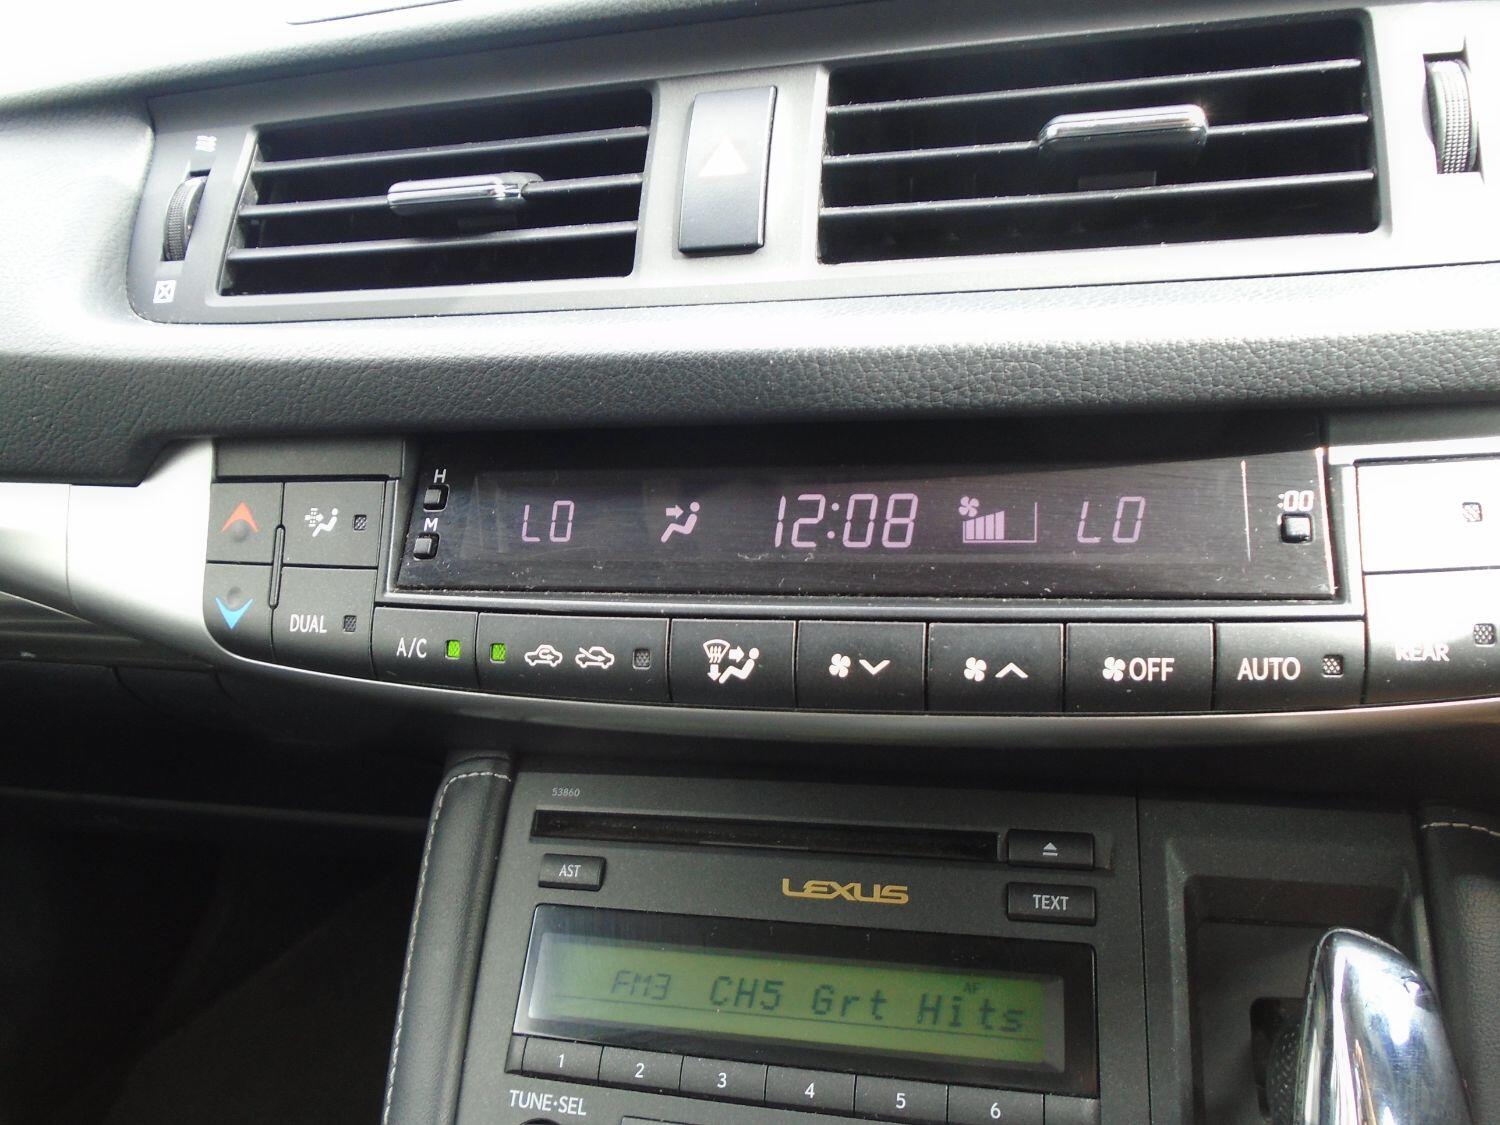 H
M
LO 12:08 LO
:00
DUAL
A/C
OFF
AUTO
REAR
53860
AST
LEXUS
TEXT
AF
FM3 CH5 Grt Hits
1 2 3 4 5 6
TUNE·SEL